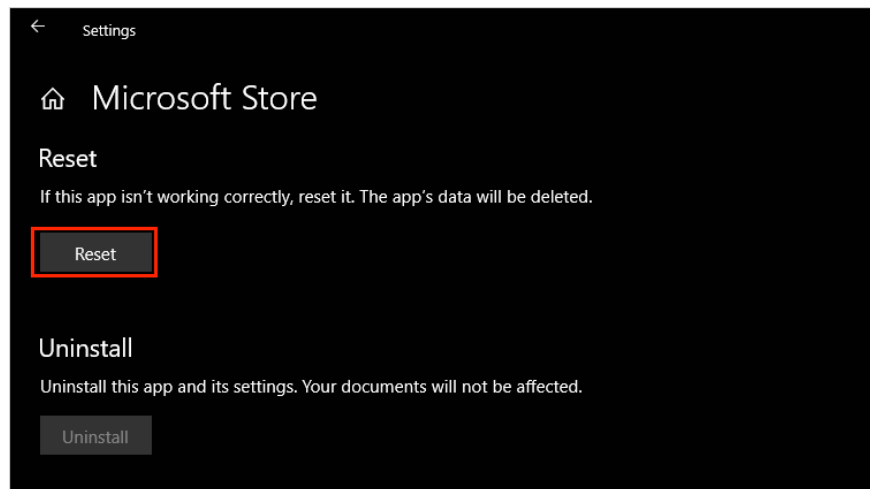 Settings
Microsoft Store
Reset
If this app isn't working correctly, reset it. The app's data will be deleted.
Reset
Uninstall
Uninstall this app and its settings. Your documents will not be affected.
Uninstall